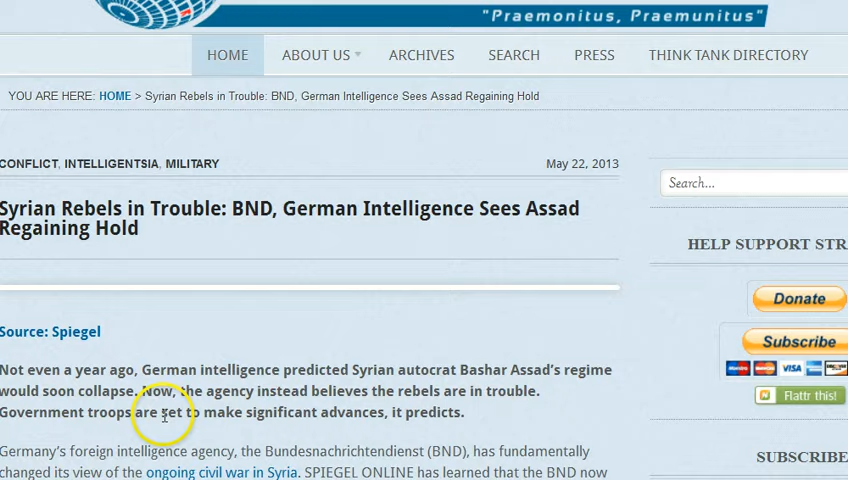 "Praemonitus, Praemunitus"
HOME ABOUT US ARCHIVES SEARCH PRESS THINK TANK DIRECTORY
YOU ARE HERE: HOME > Syrian Rebels in Trouble: BND, German Intelligence Sees Assad Regaining Hold
CONFLICT, INTELLIGENTSIA, MILITARY
May 22, 2013
Syrian Rebels in Trouble: BND, German Intelligence Sees Assad
Regaining Hold
Source: Spiegel
Not even a year ago, German intelligence predicted Syrian autocrat Bashar Assad's regime
would soon collapse. Now, the agency instead believes the rebels are in trouble.
Government troops are set to make significant advances, it predicts.
Germany's foreign intelligence agency, the Bundesnachrichtendienst (BND), has fundamentally
changed its view of the ongoing civil war in Syria. SPIEGEL ONLINE has learned that the BND now
Search...
HELP SUPPORT STRA
Donate
Subscribe
VISA
Flattr this!
SUBSCRIBE